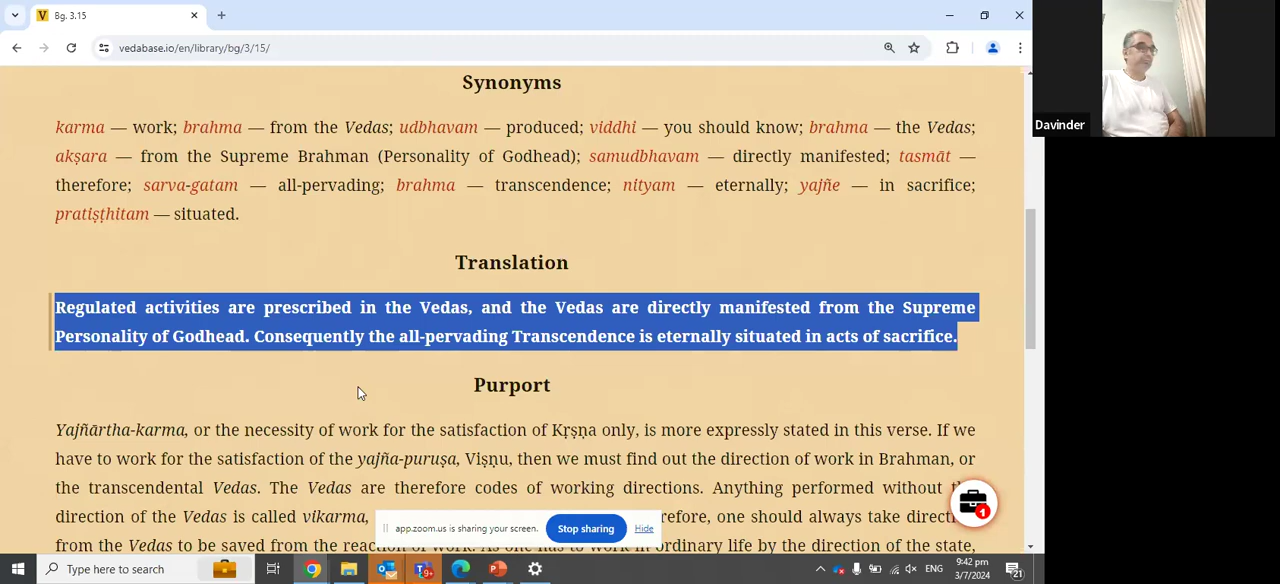 Bg. 3.15
vedabase.io/en/library/bg/3/15/
Davinder
Synonyms
karma — work; brahma — from the Vedas; udbhavam — produced; viddhi — you should know; brahma — the Vedas;
akṣara — from the Supreme Brahman (Personality of Godhead); samudbhavam — directly manifested; tasmāt —
therefore; sarva-gatam — all-pervading; brahma — transcendence; nityam — eternally; yajñe — in sacrifice;
pratiṣṭhitam — situated.
Translation
Regulated activities are prescribed in the Vedas, and the Vedas are directly manifested from the Supreme
Personality of Godhead. Consequently the all-pervading Transcendence is eternally situated in acts of sacrifice.
Purport
Yajñārtha-karma, or the necessity of work for the satisfaction of Kṛṣṇa only, is more expressly stated in this verse. If we
have to work for the satisfaction of the yajña-puruṣa, Viṣṇu, then we must find out the direction of work in Brahman, or
the transcendental Vedas. The Vedas are therefore codes of working directions. Anything performed without
direction of the Vedas is called vikarma,
from the Vedas to be saved from the
work. As one has to work in ordinary life by the direction of the state,
app.zoom.us is sharing your screen.
Stop sharing
Hide
1
Type here to search
ENG
9:42 pm
3/7/2024
21